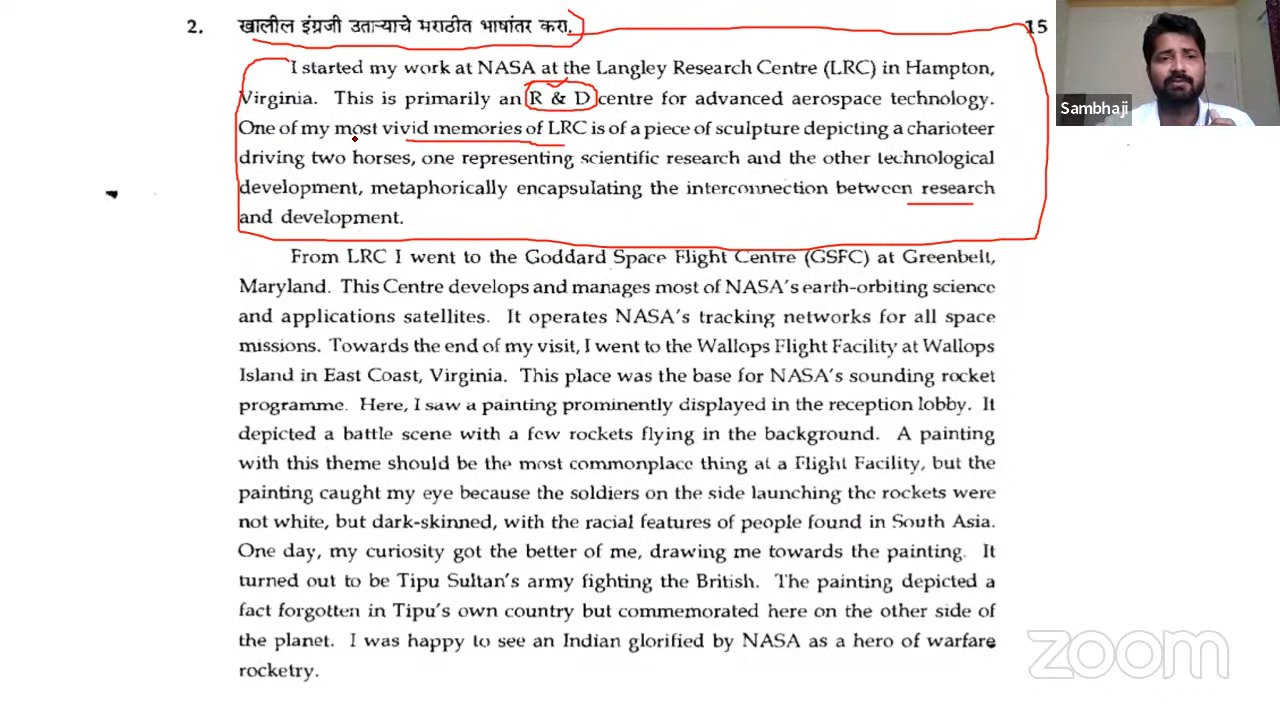 2. खालील इंग्रजी उताऱ्याचे मराठीत भाषांतर करा. 15
I started my work at NASA at the Langley Research Centre (LRC) in Hampton,
Virginia. This is primarily an R & D centre for advanced aerospace technology.
One of my most vivid memories of LRC is of a piece of sculpture depicting a charioteer
driving two horses, one representing scientific research and the other technological
development, metaphorically encapsulating the interconnection between research
and development.
From LRC I went to the Goddard Space Flight Centre (GSFC) at Greenbelt,
Maryland. This Centre develops and manages most of NASA's earth-orbiting science
and applications satellites. It operates NASA's tracking networks for all space
missions. Towards the end of my visit, I went to the Wallops Flight Facility at Wallops
Island in East Coast, Virginia. This place was the base for NASA's sounding rocket
programme. Here, I saw a painting prominently displayed in the reception lobby. It
depicted a battle scene with a few rockets flying in the background. A painting
with this theme should be the most commonplace thing at a Flight Facility, but the
painting caught my eye because the soldiers on the side launching the rockets were
not white, but dark-skinned, with the racial features of people found in South Asia.
One day, my curiosity got the better of me, drawing me towards the painting. It
turned out to be Tipu Sultan's army fighting the British. The painting depicted a
fact forgotten in Tipu's own country but commemorated here on the other side of
the planet. I was happy to see an Indian glorified by NASA as a hero of warfare
rocketry.
Sambhaji
zoom